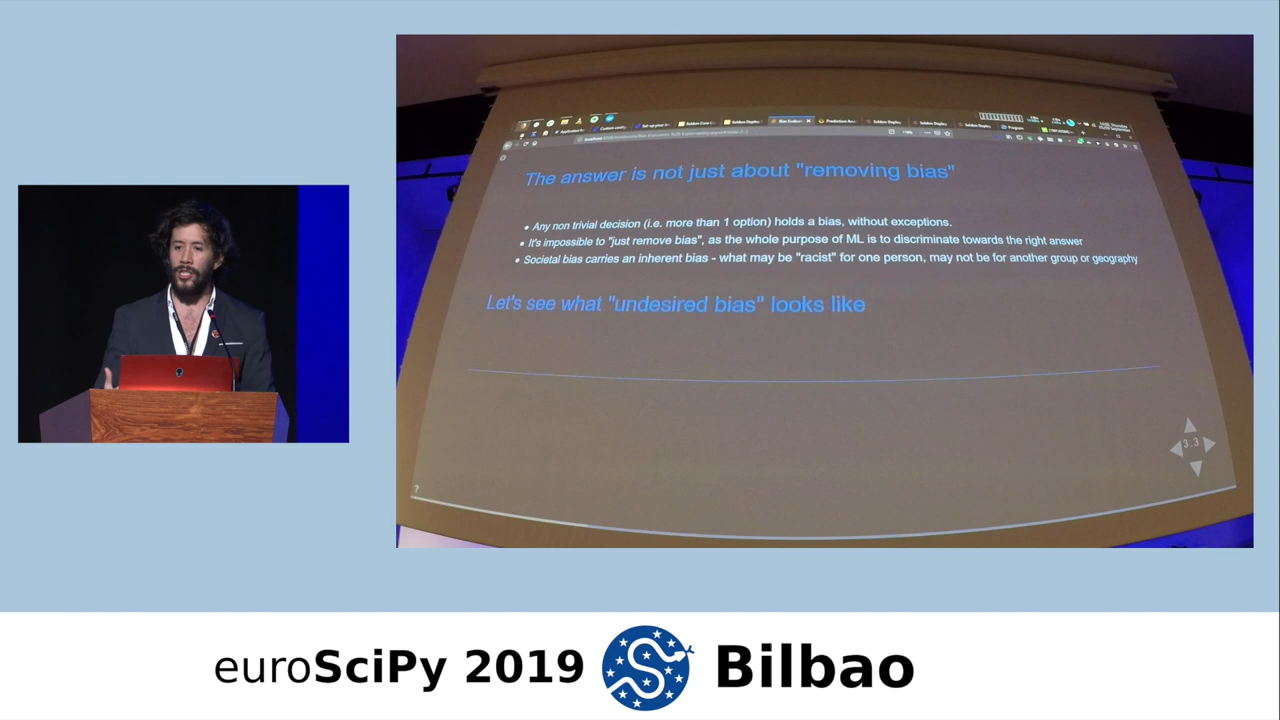 The answer is not just about "removing bias"
• Any non trivial decision (i.e. more than 1 option) holds a bias, without exceptions.
• It's impossible to "just remove bias", as the whole purpose of ML is to discriminate towards the right answer
• Societal bias carries an inherent bias - what may be "racist" for one person, may not be for another group or geography
Let's see what "undesired bias" looks like
3.3
?
euroSciPy 2019 Bilbao